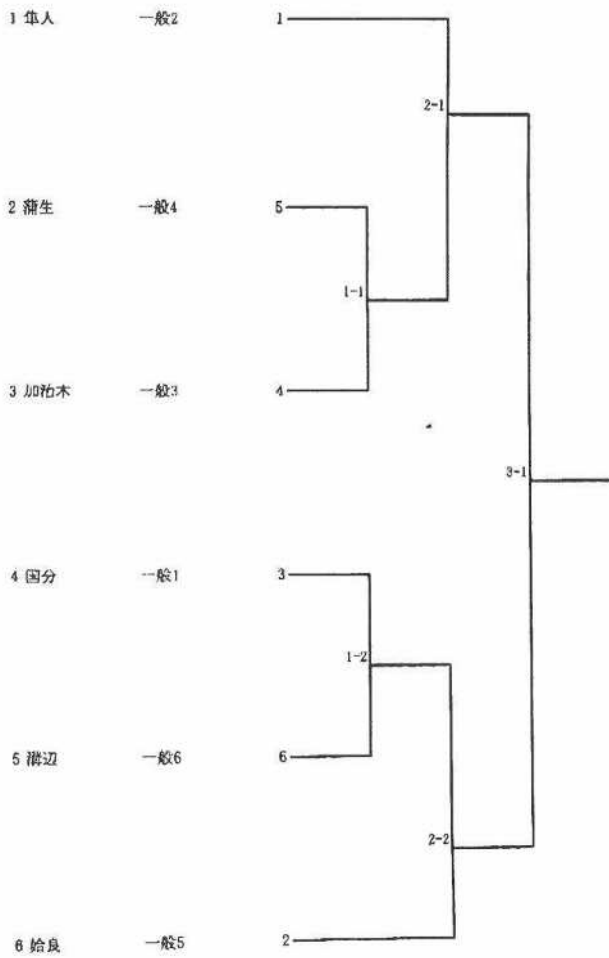 1 隼人 一般2 1
2-1
2 蒲生 一般4 5
1-1
3 加治木 一般3 4
3-1
4 国分 一般1 3
1-2
5 溝辺 一般6 6
2-2
6 姶良 一般5 2